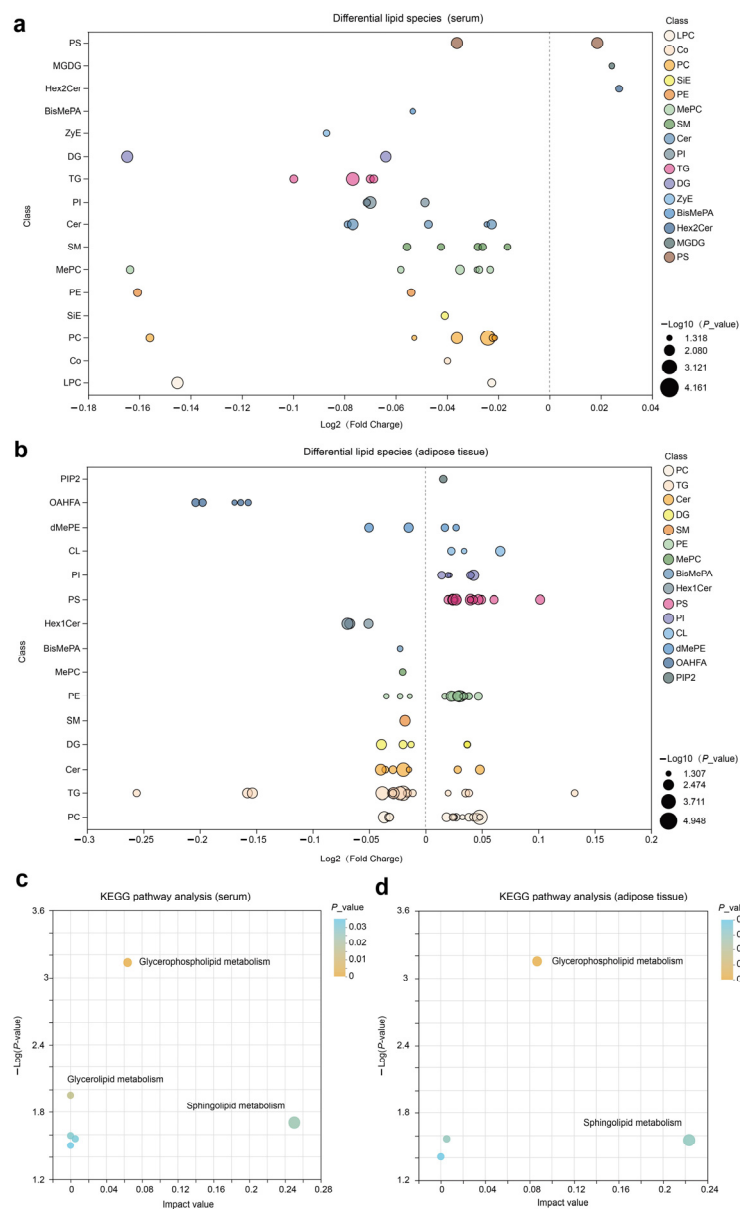 a
Differential lipid species (serum)
PS
MGDG
Hex2Cer
BisMePA
ZyE
DG
TG
PI
Cer
SM
MePC
PE
SiE
PC
Co
LPC
Class
−0.18 −0.16 −0.14 −0.12 −0.1 −0.08 −0.06 −0.04 −0.02 0 0.02 0.04
Log2 (Fold Charge)
Class
LPC
Co
PC
SiE
PE
MePC
SM
Cer
PI
TG
DG
ZyE
BisMePA
Hex2Cer
MGDG
PS
−Log10 (P_value)
1.318
2.080
3.121
4.161
b
Differential lipid species (adipose tissue)
PIP2
OAHFA
dMePE
CL
PI
PS
Hex1Cer
BisMePA
MePC
PE
SM
DG
Cer
TG
PC
Class
−0.3 −0.25 −0.2 −0.15 −0.1 −0.05 0 0.05 0.1 0.15 0.2
Log2 (Fold Charge)
Class
PC
TG
Cer
DG
SM
PE
MePC
BisMePA
Hex1Cer
PS
PI
CL
dMePE
OAHFA
PIP2
−Log10 (P_value)
1.307
2.474
3.711
4.948
c
KEGG pathway analysis (serum)
3.6
3
2.4
1.8
1.2
−Log(P-value)
Glycerophospholipid metabolism
Glycerolipid metabolism
Sphingolipid metabolism
0 0.04 0.08 0.12 0.16 0.20 0.24 0.28
Impact value
P_value
0.03
0.02
0.01
0
d
KEGG pathway analysis (adipose tissue)
3.6
3
2.4
1.8
1.2
−Log(P-value)
Glycerophospholipid metabolism
Sphingolipid metabolism
0 0.04 0.08 0.12 0.16 0.20 0.24
Impact value